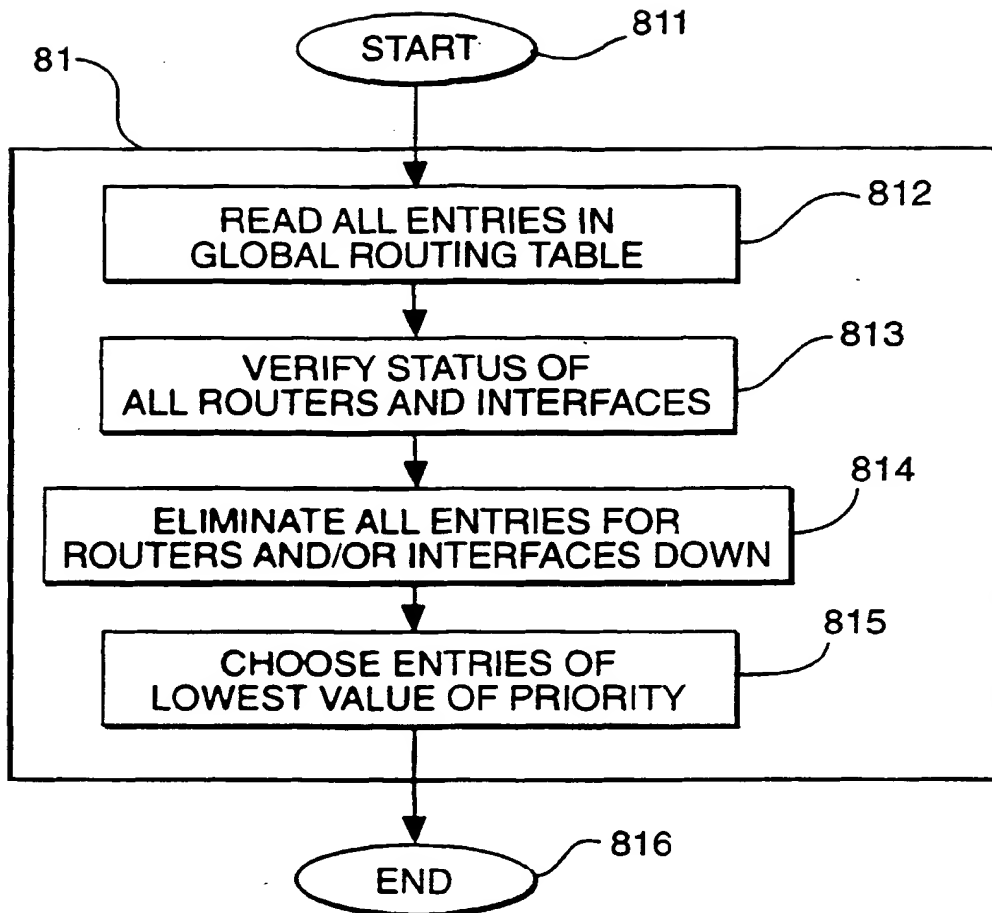 START
811
81
READ ALL ENTRIES IN
GLOBAL ROUTING TABLE
812
VERIFY STATUS OF
ALL ROUTERS AND INTERFACES
813
ELIMINATE ALL ENTRIES FOR
ROUTERS AND/OR INTERFACES DOWN
814
CHOOSE ENTRIES OF
LOWEST VALUE OF PRIORITY
815
END
816